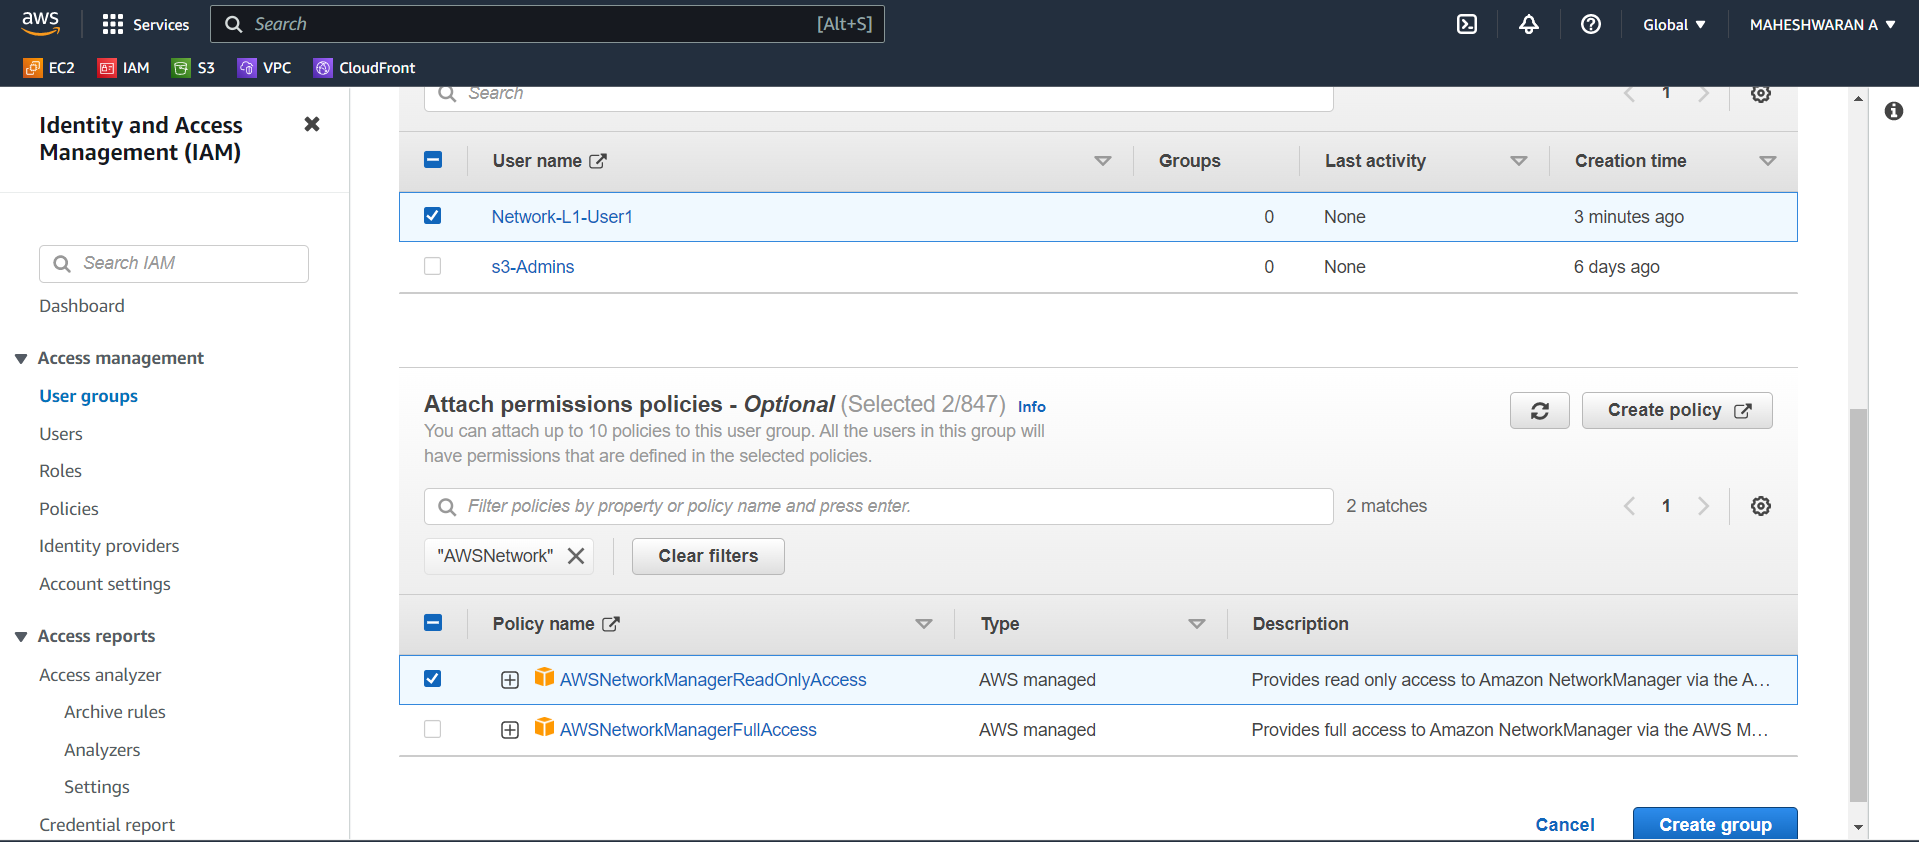 aws
Services
Search
[Alt+S]
Global
MAHESHWARAN A
EC2
IAM
S3
VPC
CloudFront
Identity and Access
Management (IAM)
Search IAM
Dashboard
Access management
User groups
Users
Roles
Policies
Identity providers
Account settings
Access reports
Access analyzer
Archive rules
Analyzers
Settings
Credential report
Search
1
User name
Groups
Last activity
Creation time
Network-L1-User1
0
None
3 minutes ago
s3-Admins
0
None
6 days ago
Attach permissions policies - Optional (Selected 2/847) Info
You can attach up to 10 policies to this user group. All the users in this group will
have permissions that are defined in the selected policies.
Create policy
Filter policies by property or policy name and press enter.
2 matches
1
"AWSNetwork"
Clear filters
Policy name
Type
Description
AWSNetworkManagerReadOnlyAccess
AWS managed
Provides read only access to Amazon NetworkManager via the A...
AWSNetworkManagerFullAccess
AWS managed
Provides full access to Amazon NetworkManager via the AWS M...
Cancel
Create group